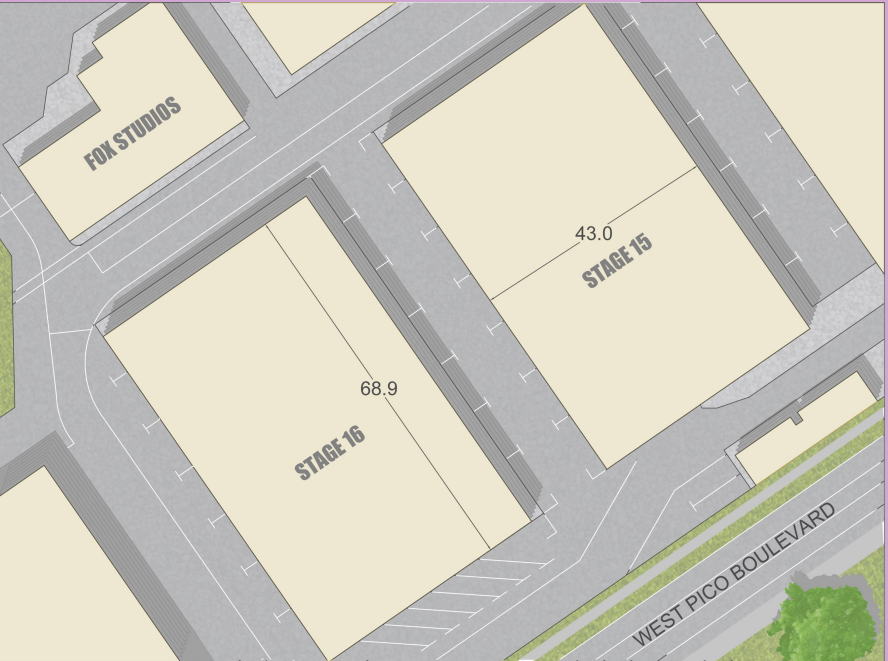 FOX STUDIOS
43.0
STAGE 15
68.9
STAGE 16
WEST PICO BOULEVARD